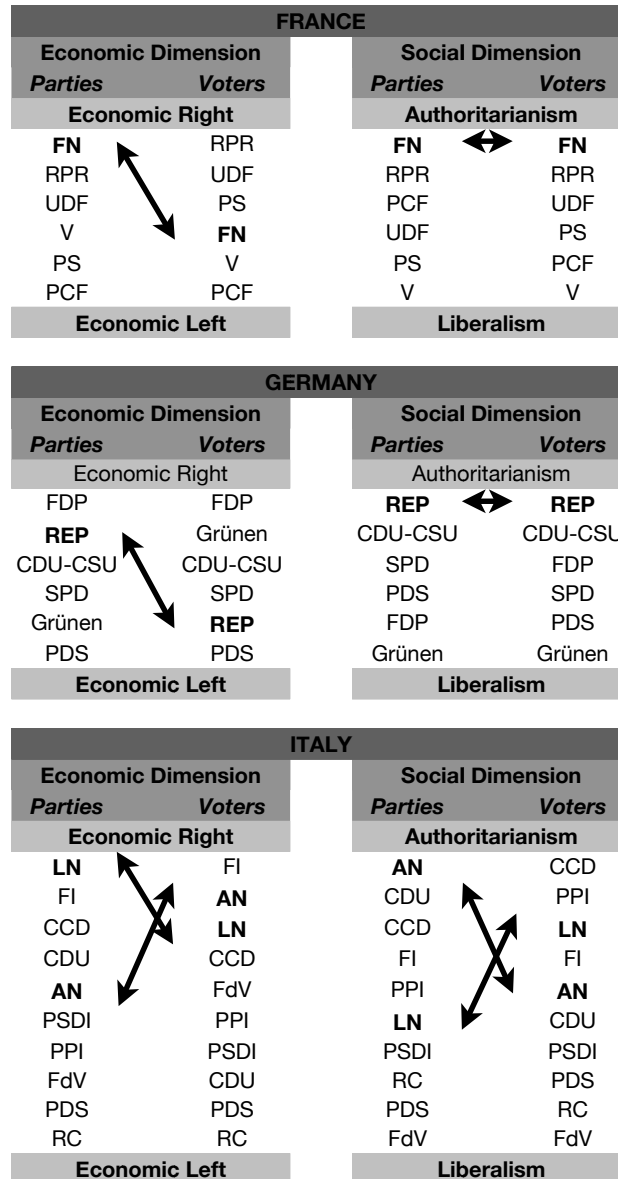 FRANCE
Economic Dimension Social Dimension
Parties Voters Parties Voters
Economic Right Authoritarianism
FN RPR FN FN
RPR UDF RPR RPR
UDF PS PCF UDF
V FN UDF PS
PS V PS PCF
PCF PCF V V
Economic Left Liberalism
GERMANY
Economic Dimension Social Dimension
Parties Voters Parties Voters
Economic Right Authoritarianism
FDP FDP REP REP
REP Grünen CDU-CSU CDU-CSU
CDU-CSU CDU-CSU SPD FDP
SPD SPD PDS SPD
Grünen REP FDP PDS
PDS PDS Grünen Grünen
Economic Left Liberalism
ITALY
Economic Dimension Social Dimension
Parties Voters Parties Voters
Economic Right Authoritarianism
LN FI AN CCD
FI AN CDU PPI
CCD LN CCD LN
CDU CCD FI FI
AN FdV PPI AN
PSDI PPI LN CDU
PPI PSDI PSDI PSDI
FdV CDU RC PDS
PDS PDS PDS RC
RC RC FdV FdV
Economic Left Liberalism